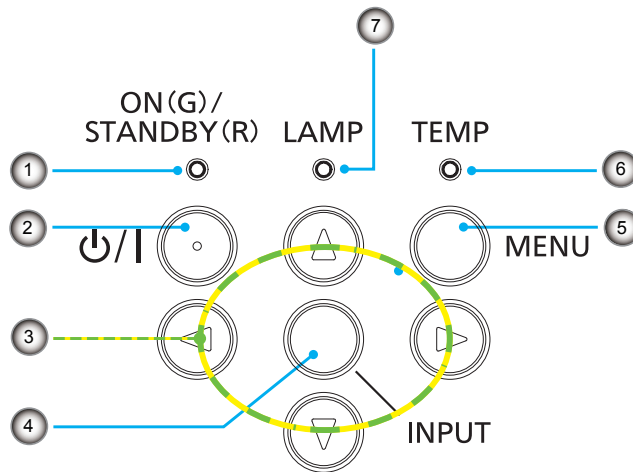 7
ON(G)/
STANDBY(R) LAMP TEMP
1
6
2
5
⏻/I MENU
3
4
INPUT